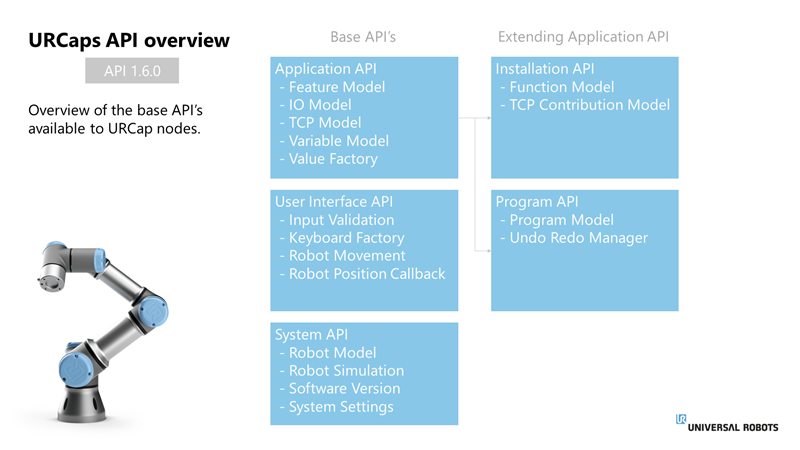 URCaps API overview
API 1.6.0
Overview of the base API's
available to URCap nodes.
Base API's
Application API
- Feature Model
- IO Model
- TCP Model
- Variable Model
- Value Factory
User Interface API
- Input Validation
- Keyboard Factory
- Robot Movement
- Robot Position Callback
System API
- Robot Model
- Robot Simulation
- Software Version
- System Settings
Extending Application API
Installation API
- Function Model
- TCP Contribution Model
Program API
- Program Model
- Undo Redo Manager
UR
UNIVERSAL ROBOTS